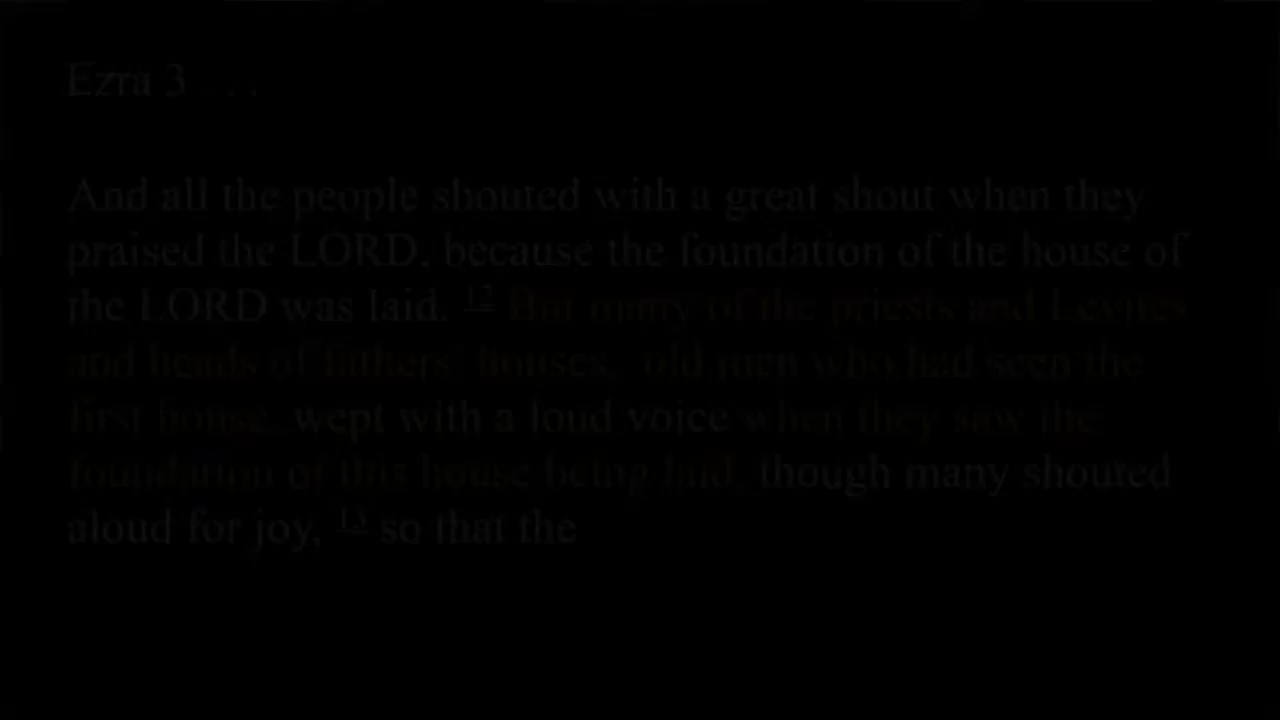 Ezra 3 . . .
And all the people shouted with a great shout when they
praised the LORD, because the foundation of the house of
the LORD was laid. 12 But many of the priests and Levites
and heads of fathers' houses, old men who had seen the
first house, wept with a loud voice when they saw the
foundation of this house being laid, though many shouted
aloud for joy, 13 so that the